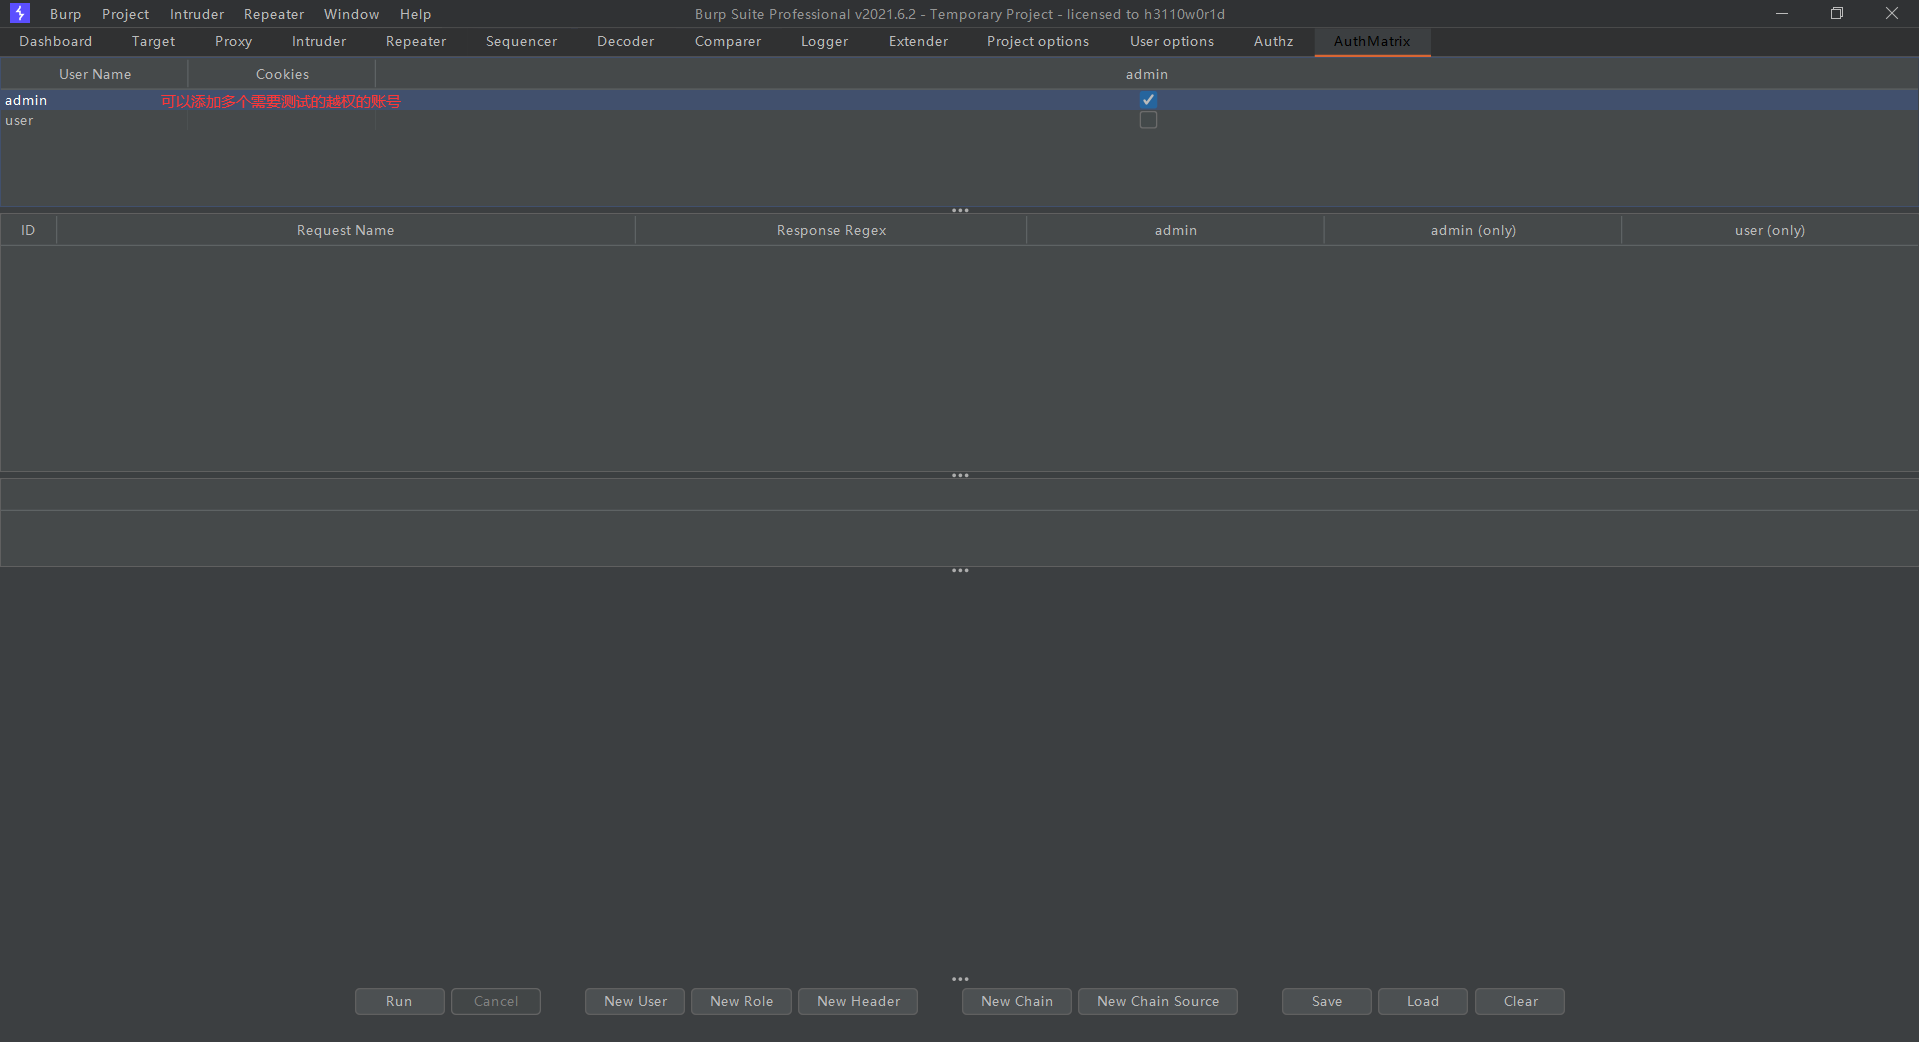 Burp Project Intruder Repeater Window Help Burp Suite Professional v2021.6.2 - Temporary Project - licensed to h3110w0r1d
Dashboard Target Proxy Intruder Repeater Sequencer Decoder Comparer Logger Extender Project options User options Authz AuthMatrix
User Name Cookies admin
admin 可以添加多个需要测试的越权的账号
user
ID Request Name Response Regex admin admin (only) user (only)
Run Cancel New User New Role New Header New Chain New Chain Source Save Load Clear